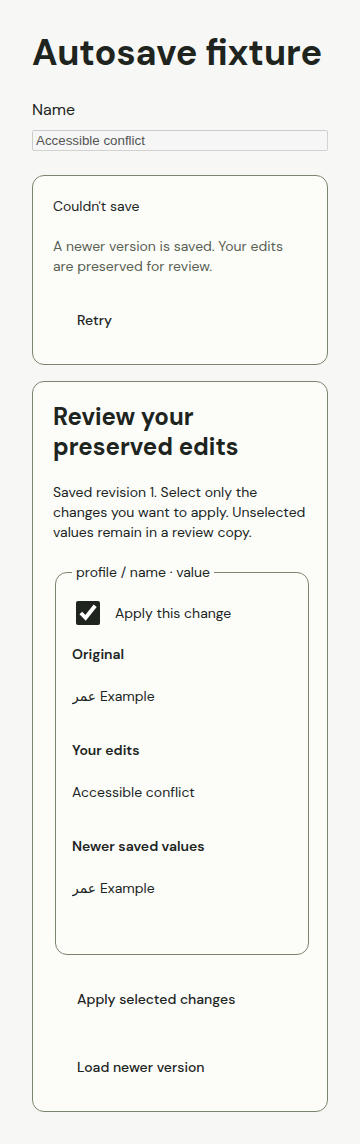 Autosave fixture
Name
Accessible conflict
Couldn't save
A newer version is saved. Your edits
are preserved for review.
Retry
Review your
preserved edits
Saved revision 1. Select only the
changes you want to apply. Unselected
values remain in a review copy.
profile / name · value
Apply this change
Original
عمر Example
Your edits
Accessible conflict
Newer saved values
عمر Example
Apply selected changes
Load newer version